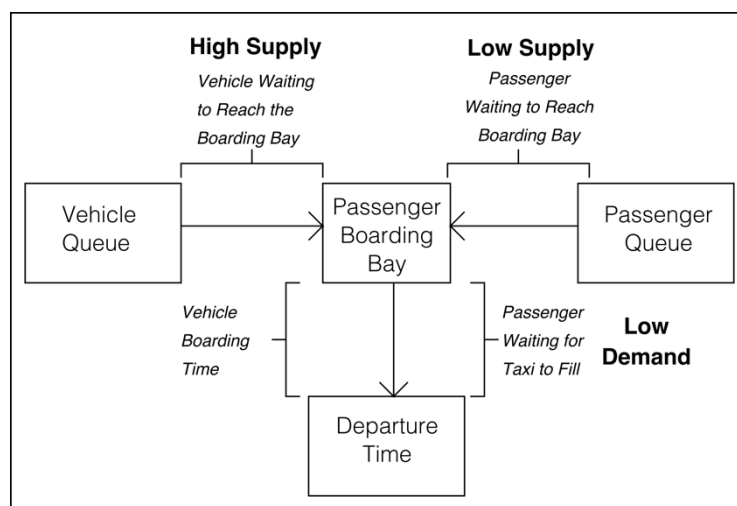 High Supply
Vehicle Waiting
to Reach the
Boarding Bay
Low Supply
Passenger
Waiting to Reach
Boarding Bay
Vehicle
Queue
Passenger
Boarding
Bay
Passenger
Queue
Vehicle
Boarding
Time
Passenger
Waiting for
Taxi to Fill
Low
Demand
Departure
Time